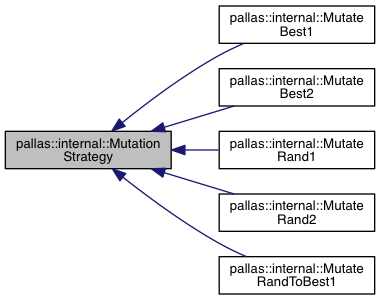 pallas::internal::Mutate
Best1
pallas::internal::Mutate
Best2
pallas::internal::Mutation
Strategy
pallas::internal::Mutate
Rand1
pallas::internal::Mutate
Rand2
pallas::internal::Mutate
RandToBest1